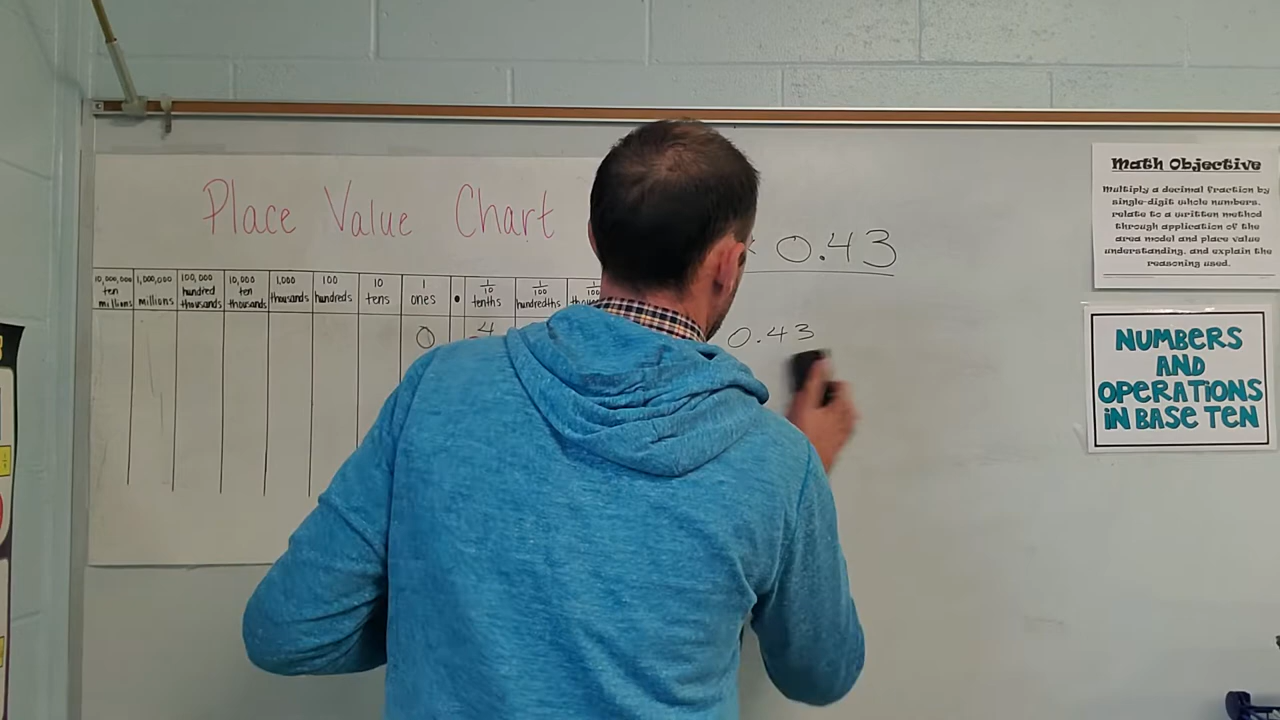 Place Value Chart
10,000,000 ten millions
1,000,000 millions
100,000 hundred thousands
10,000 ten thousands
1,000 thousands
100 hundreds
10 tens
1 ones
.
1/10 tenths
1/100 hundredths
0 4
× 0.43
0.43
Math Objective
Multiply a decimal fraction by
single-digit whole numbers,
relate to a written method
through application of the
area model and place value
understanding, and explain the
reasoning used.
NUMBERS
AND
OPERATIONS
IN BASE TEN